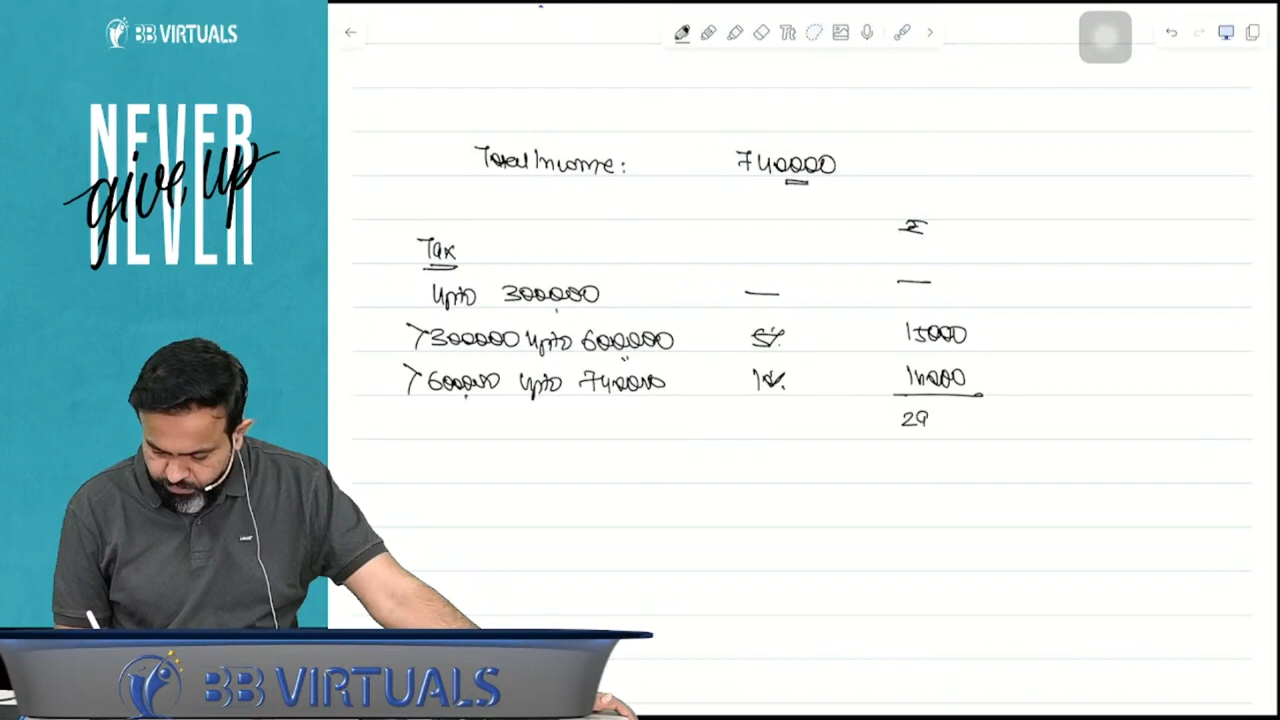 BB VIRTUALS
NEVER
give up
NEVER
Total Income: 740000
₹
Tax
Upto 300000 — —
>300000 upto 600000 5% 15000
>600000 upto 740000 10% 14000
29
BB VIRTUALS